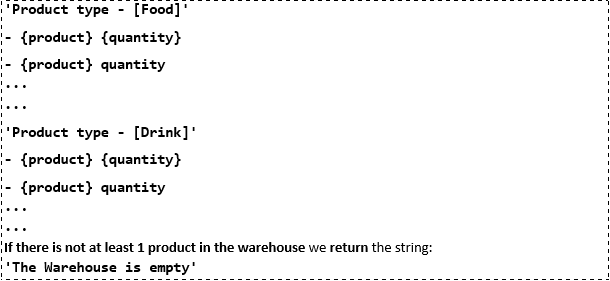 'Product type - [Food]'
- {product} {quantity}
- {product} quantity
...
...
'Product type - [Drink]'
- {product} {quantity}
- {product} quantity
...
...
If there is not at least 1 product in the warehouse we return the string:
'The Warehouse is empty'